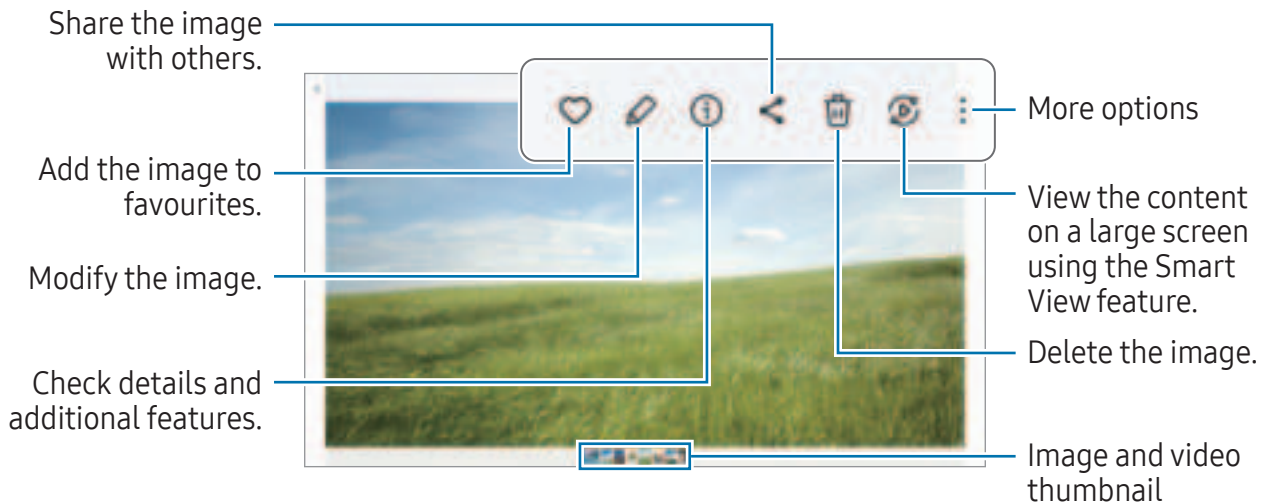 Share the image
with others.
Add the image to
favourites.
Modify the image.
Check details and
additional features.
More options
View the content
on a large screen
using the Smart
View feature.
Delete the image.
Image and video
thumbnail